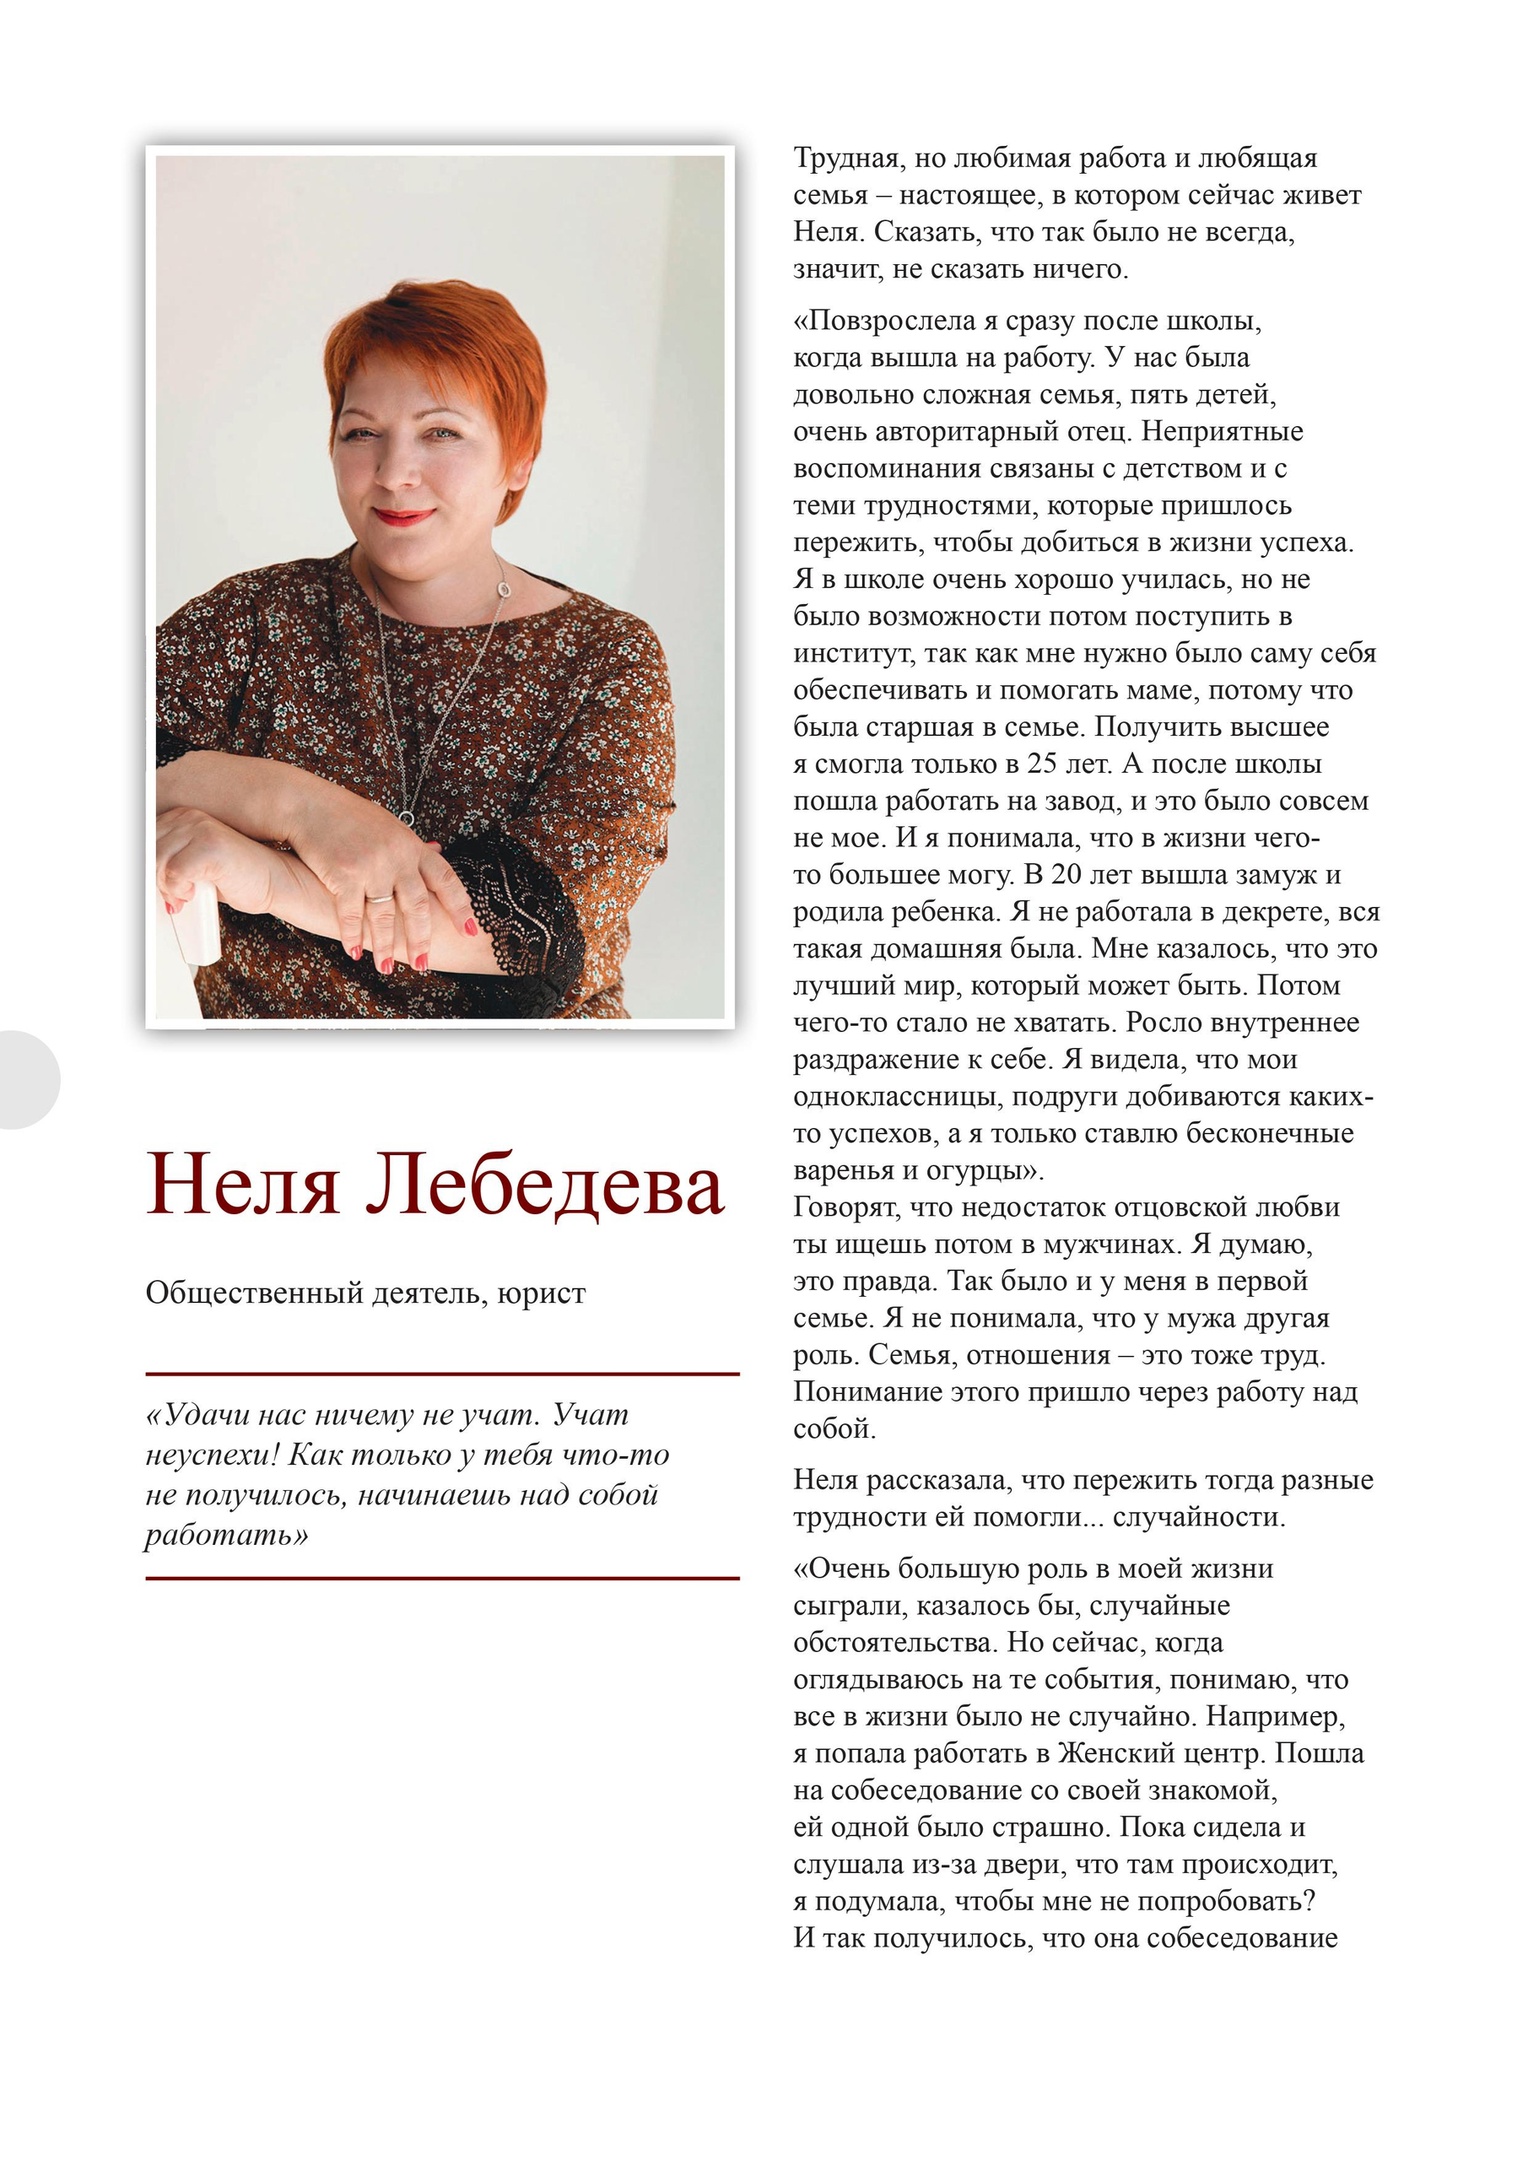 Неля Лебедева
Общественный деятель, юрист
«Удачи нас ничему не учат. Учат
неуспехи! Как только у тебя что-то
не получилось, начинаешь над собой
работать»
Трудная, но любимая работа и любящая
семья – настоящее, в котором сейчас живет
Неля. Сказать, что так было не всегда,
значит, не сказать ничего.
«Повзрослела я сразу после школы,
когда вышла на работу. У нас была
довольно сложная семья, пять детей,
очень авторитарный отец. Неприятные
воспоминания связаны с детством и с
теми трудностями, которые пришлось
пережить, чтобы добиться в жизни успеха.
Я в школе очень хорошо училась, но не
было возможности потом поступить в
институт, так как мне нужно было саму себя
обеспечивать и помогать маме, потому что
была старшая в семье. Получить высшее
я смогла только в 25 лет. А после школы
пошла работать на завод, и это было совсем
не мое. И я понимала, что в жизни чего-
то большее могу. В 20 лет вышла замуж и
родила ребенка. Я не работала в декрете, вся
такая домашняя была. Мне казалось, что это
лучший мир, который может быть. Потом
чего-то стало не хватать. Росло внутреннее
раздражение к себе. Я видела, что мои
одноклассницы, подруги добиваются каких-
то успехов, а я только ставлю бесконечные
варенья и огурцы».
Говорят, что недостаток отцовской любви
ты ищешь потом в мужчинах. Я думаю,
это правда. Так было и у меня в первой
семье. Я не понимала, что у мужа другая
роль. Семья, отношения – это тоже труд.
Понимание этого пришло через работу над
собой.
Неля рассказала, что пережить тогда разные
трудности ей помогли... случайности.
«Очень большую роль в моей жизни
сыграли, казалось бы, случайные
обстоятельства. Но сейчас, когда
оглядываюсь на те события, понимаю, что
все в жизни было не случайно. Например,
я попала работать в Женский центр. Пошла
на собеседование со своей знакомой,
ей одной было страшно. Пока сидела и
слушала из-за двери, что там происходит,
я подумала, чтобы мне не попробовать?
И так получилось, что она собеседование